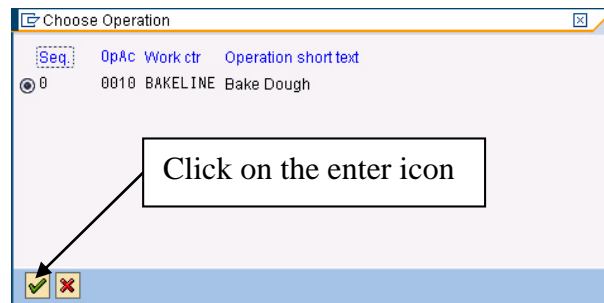 Choose Operation
Seq. OpAc Work ctr Operation short text
0 0010 BAKELINE Bake Dough
Click on the enter icon